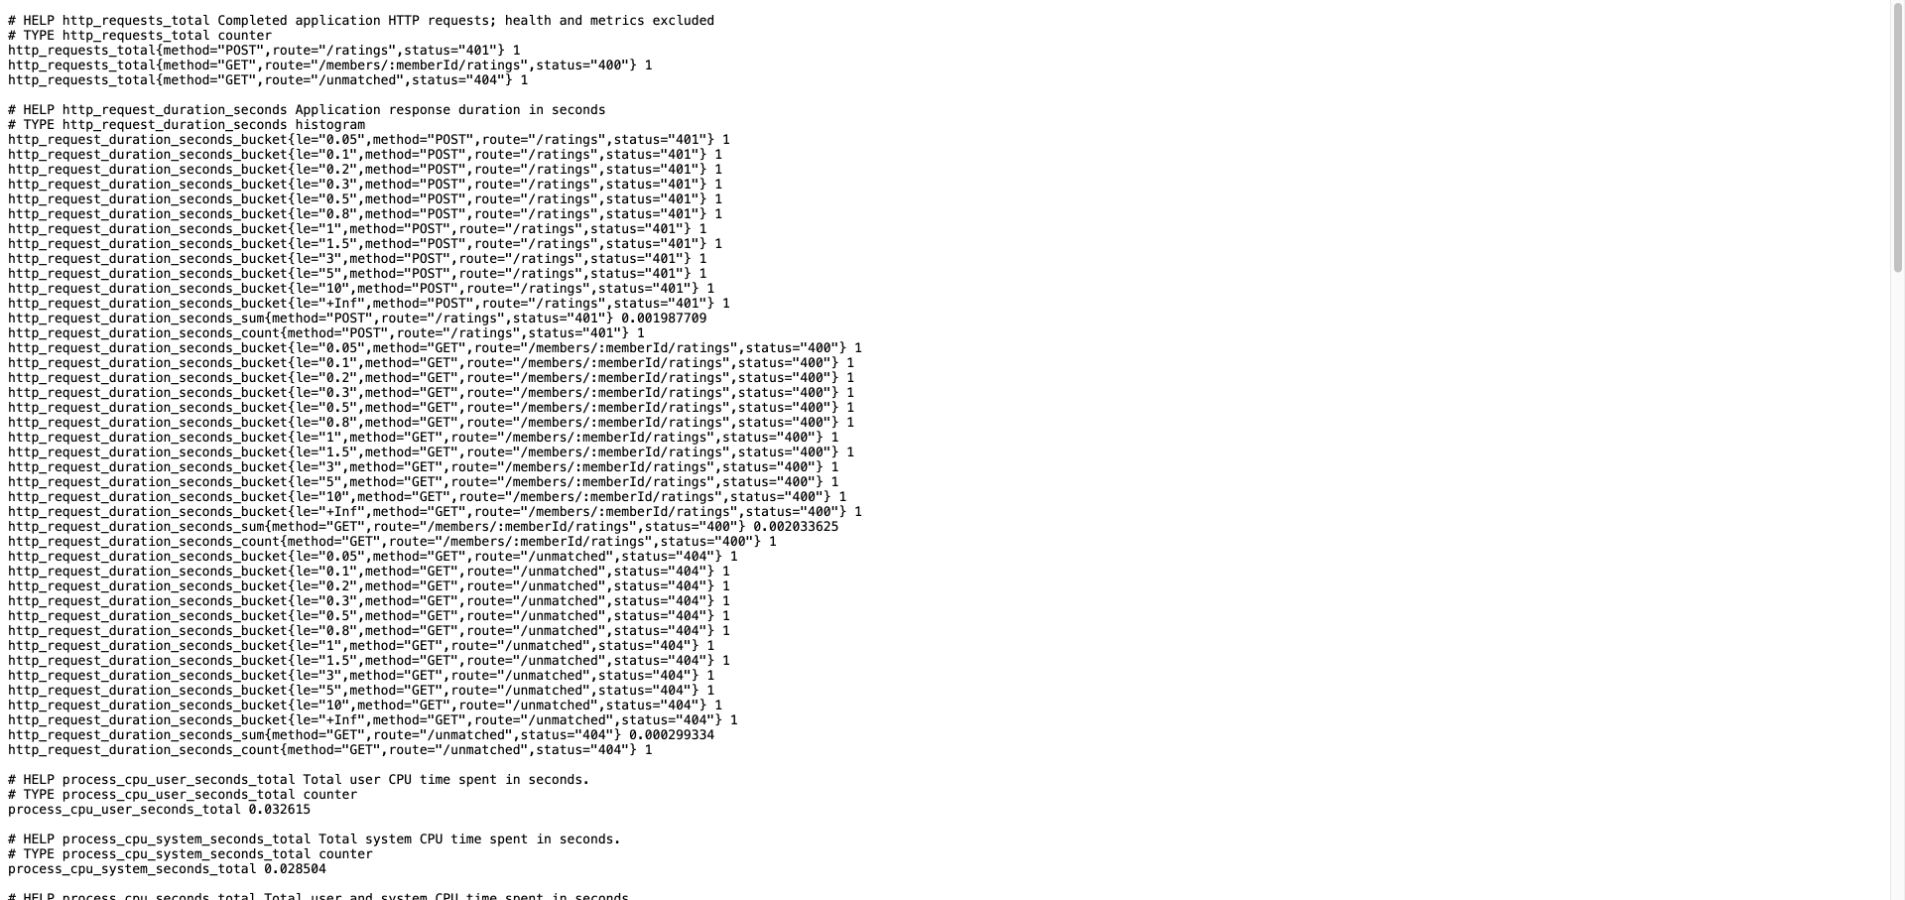 # HELP http_requests_total Completed application HTTP requests; health and metrics excluded
# TYPE http_requests_total counter
http_requests_total{method="POST",route="/ratings",status="401"} 1
http_requests_total{method="GET",route="/members/:memberId/ratings",status="400"} 1
http_requests_total{method="GET",route="/unmatched",status="404"} 1
# HELP http_request_duration_seconds Application response duration in seconds
# TYPE http_request_duration_seconds histogram
http_request_duration_seconds_bucket{le="0.05",method="POST",route="/ratings",status="401"} 1
http_request_duration_seconds_bucket{le="0.1",method="POST",route="/ratings",status="401"} 1
http_request_duration_seconds_bucket{le="0.2",method="POST",route="/ratings",status="401"} 1
http_request_duration_seconds_bucket{le="0.3",method="POST",route="/ratings",status="401"} 1
http_request_duration_seconds_bucket{le="0.5",method="POST",route="/ratings",status="401"} 1
http_request_duration_seconds_bucket{le="0.8",method="POST",route="/ratings",status="401"} 1
http_request_duration_seconds_bucket{le="1",method="POST",route="/ratings",status="401"} 1
http_request_duration_seconds_bucket{le="1.5",method="POST",route="/ratings",status="401"} 1
http_request_duration_seconds_bucket{le="3",method="POST",route="/ratings",status="401"} 1
http_request_duration_seconds_bucket{le="5",method="POST",route="/ratings",status="401"} 1
http_request_duration_seconds_bucket{le="10",method="POST",route="/ratings",status="401"} 1
http_request_duration_seconds_bucket{le="+Inf",method="POST",route="/ratings",status="401"} 1
http_request_duration_seconds_sum{method="POST",route="/ratings",status="401"} 0.001987709
http_request_duration_seconds_count{method="POST",route="/ratings",status="401"} 1
http_request_duration_seconds_bucket{le="0.05",method="GET",route="/members/:memberId/ratings",status="400"} 1
http_request_duration_seconds_bucket{le="0.1",method="GET",route="/members/:memberId/ratings",status="400"} 1
http_request_duration_seconds_bucket{le="0.2",method="GET",route="/members/:memberId/ratings",status="400"} 1
http_request_duration_seconds_bucket{le="0.3",method="GET",route="/members/:memberId/ratings",status="400"} 1
http_request_duration_seconds_bucket{le="0.5",method="GET",route="/members/:memberId/ratings",status="400"} 1
http_request_duration_seconds_bucket{le="0.8",method="GET",route="/members/:memberId/ratings",status="400"} 1
http_request_duration_seconds_bucket{le="1",method="GET",route="/members/:memberId/ratings",status="400"} 1
http_request_duration_seconds_bucket{le="1.5",method="GET",route="/members/:memberId/ratings",status="400"} 1
http_request_duration_seconds_bucket{le="3",method="GET",route="/members/:memberId/ratings",status="400"} 1
http_request_duration_seconds_bucket{le="5",method="GET",route="/members/:memberId/ratings",status="400"} 1
http_request_duration_seconds_bucket{le="10",method="GET",route="/members/:memberId/ratings",status="400"} 1
http_request_duration_seconds_bucket{le="+Inf",method="GET",route="/members/:memberId/ratings",status="400"} 1
http_request_duration_seconds_sum{method="GET",route="/members/:memberId/ratings",status="400"} 0.002033625
http_request_duration_seconds_count{method="GET",route="/members/:memberId/ratings",status="400"} 1
http_request_duration_seconds_bucket{le="0.05",method="GET",route="/unmatched",status="404"} 1
http_request_duration_seconds_bucket{le="0.1",method="GET",route="/unmatched",status="404"} 1
http_request_duration_seconds_bucket{le="0.2",method="GET",route="/unmatched",status="404"} 1
http_request_duration_seconds_bucket{le="0.3",method="GET",route="/unmatched",status="404"} 1
http_request_duration_seconds_bucket{le="0.5",method="GET",route="/unmatched",status="404"} 1
http_request_duration_seconds_bucket{le="0.8",method="GET",route="/unmatched",status="404"} 1
http_request_duration_seconds_bucket{le="1",method="GET",route="/unmatched",status="404"} 1
http_request_duration_seconds_bucket{le="1.5",method="GET",route="/unmatched",status="404"} 1
http_request_duration_seconds_bucket{le="3",method="GET",route="/unmatched",status="404"} 1
http_request_duration_seconds_bucket{le="5",method="GET",route="/unmatched",status="404"} 1
http_request_duration_seconds_bucket{le="10",method="GET",route="/unmatched",status="404"} 1
http_request_duration_seconds_bucket{le="+Inf",method="GET",route="/unmatched",status="404"} 1
http_request_duration_seconds_sum{method="GET",route="/unmatched",status="404"} 0.000299334
http_request_duration_seconds_count{method="GET",route="/unmatched",status="404"} 1
# HELP process_cpu_user_seconds_total Total user CPU time spent in seconds.
# TYPE process_cpu_user_seconds_total counter
process_cpu_user_seconds_total 0.032615
# HELP process_cpu_system_seconds_total Total system CPU time spent in seconds.
# TYPE process_cpu_system_seconds_total counter
process_cpu_system_seconds_total 0.028504
# HELP process_cpu_seconds_total Total user and system CPU time spent in seconds